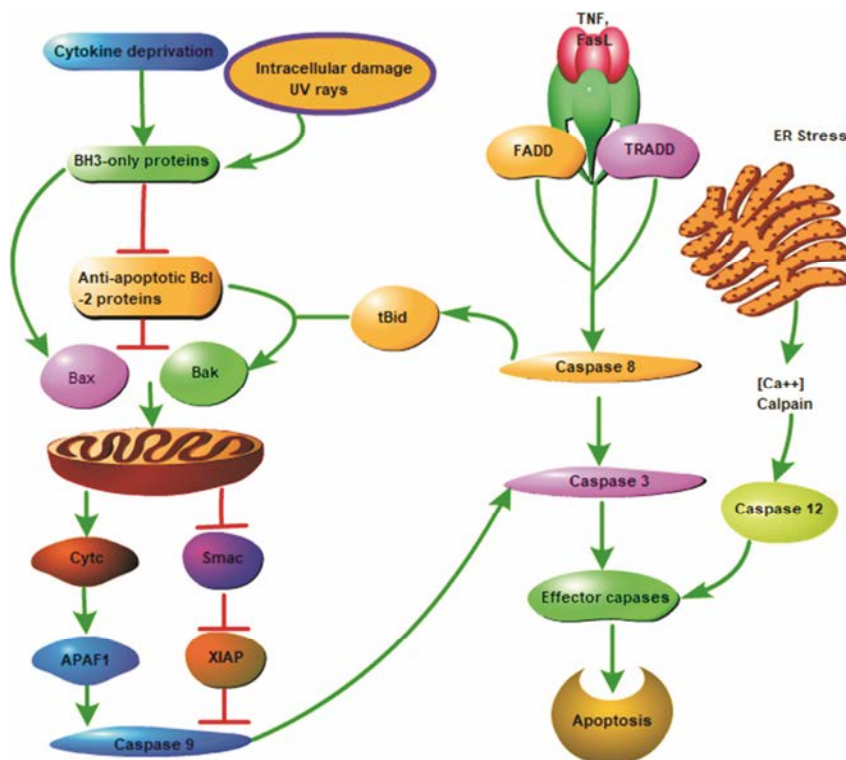 Cytokine deprivation
Intracellular damage
UV rays
BH3-only proteins
Anti-apoptotic Bcl
-2 proteins
Bax
Bak
tBid
Cytc
Smac
APAF1
XIAP
Caspase 9
TNF,
FasL
FADD
TRADD
Caspase 8
Caspase 3
Effector capases
Apoptosis
ER Stress
[Ca++]
Calpain
Caspase 12